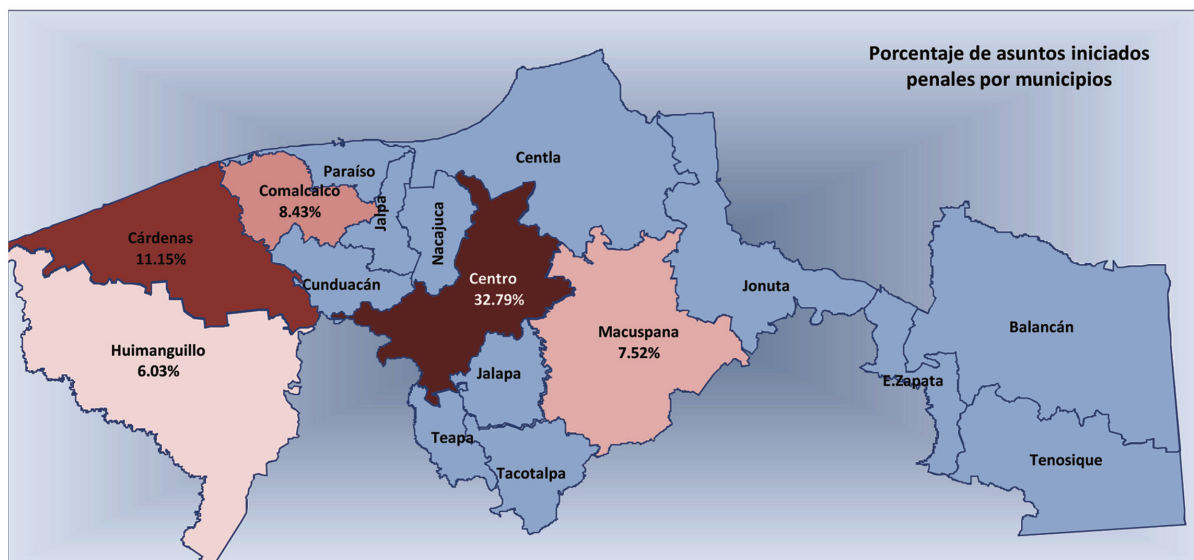 Porcentaje de asuntos iniciados
penales por municipios
Centla
Paraíso
Comalcalco
8.43%
Jalpa
Nacajuca
Cárdenas
11.15%
Cunduacán
Centro
32.79%
Jonuta
Macuspana
7.52%
Balancán
Huimanguillo
6.03%
Jalapa
E.Zapata
Teapa
Tacotalpa
Tenosique